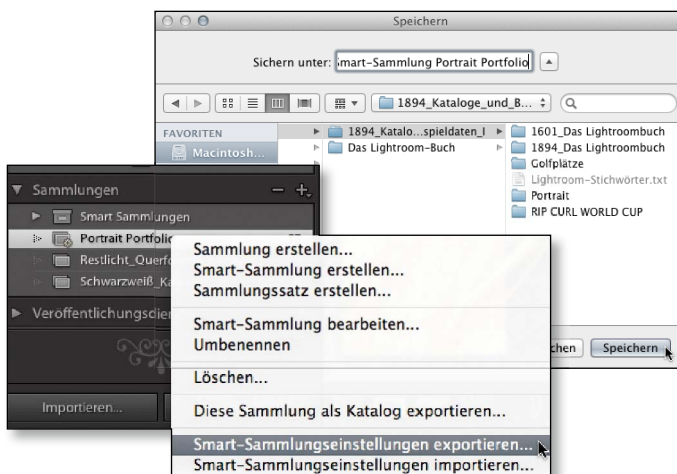 Speichern
Sichern unter: Smart-Sammlung Portrait Portfolio
1894_Kataloge_und_B...
FAVORITEN
Macintosh...
1894_Katalo...spieldaten_I
Das Lightroom-Buch
1601_Das Lightroombuch
1894_Das Lightroombuch
Golfplätze
Lightroom-Stichwörter.txt
Portrait
RIP CURL WORLD CUP
Sammlungen
Smart Sammlungen
Portrait Portfolio
Restlicht_Querfo
Schwarzweiß_Ka
Veröffentlichungsdien
Importieren...
Sammlung erstellen...
Smart-Sammlung erstellen...
Sammlungssatz erstellen...
Smart-Sammlung bearbeiten...
Umbenennen
Löschen...
Diese Sammlung als Katalog exportieren...
Smart-Sammlungseinstellungen exportieren...
Smart-Sammlungseinstellungen importieren...
chen
Speichern